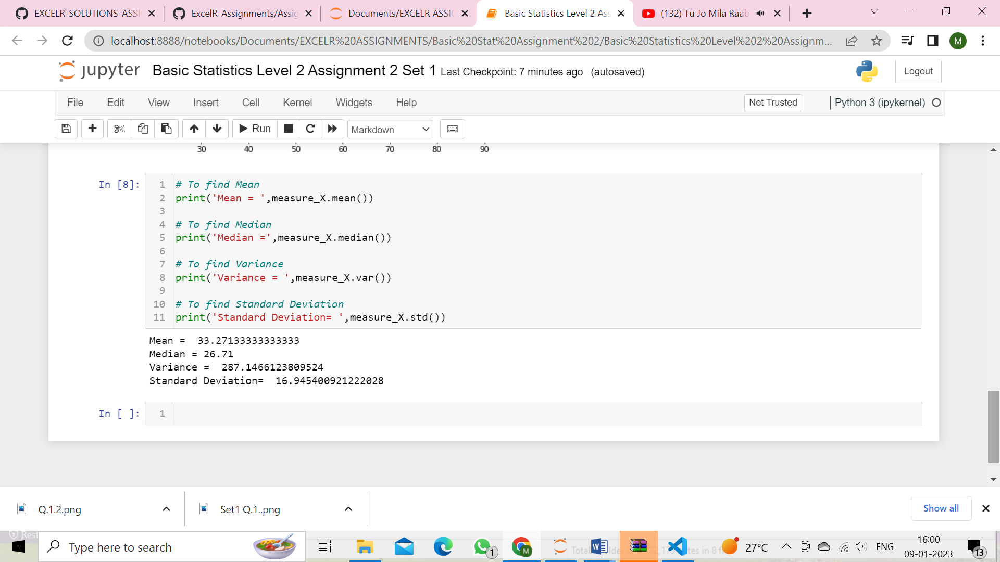 EXCELR-SOLUTIONS-ASSI
ExcelR-Assignments/Assig
Documents/EXCELR ASSIG
Basic Statistics Level 2 Ass
(132) Tu Jo Mila Raab
localhost:8888/notebooks/Documents/EXCELR%20ASSIGNMENTS/Basic%20Stat%20Assignment%202/Basic%20Statistics%20Level%202%20Assignm...
M
jupyter Basic Statistics Level 2 Assignment 2 Set 1 Last Checkpoint: 7 minutes ago (autosaved)
Logout
File Edit View Insert Cell Kernel Widgets Help
Not Trusted
Python 3 (ipykernel)
Run
Markdown
30 40 50 60 70 80 90
In [8]:
1 # To find Mean
2 print('Mean = ',measure_X.mean())
3
4 # To find Median
5 print('Median =',measure_X.median())
6
7 # To find Variance
8 print('Variance = ',measure_X.var())
9
10 # To find Standard Deviation
11 print('Standard Deviation= ',measure_X.std())
Mean =  33.27133333333333
Median = 26.71
Variance =  287.1466123809524
Standard Deviation=  16.945400921222028
In [ ]: 1
Q.1.2.png
Set1 Q.1..png
Show all
Type here to search
1
M
27°C
ENG
16:00
09-01-2023
13